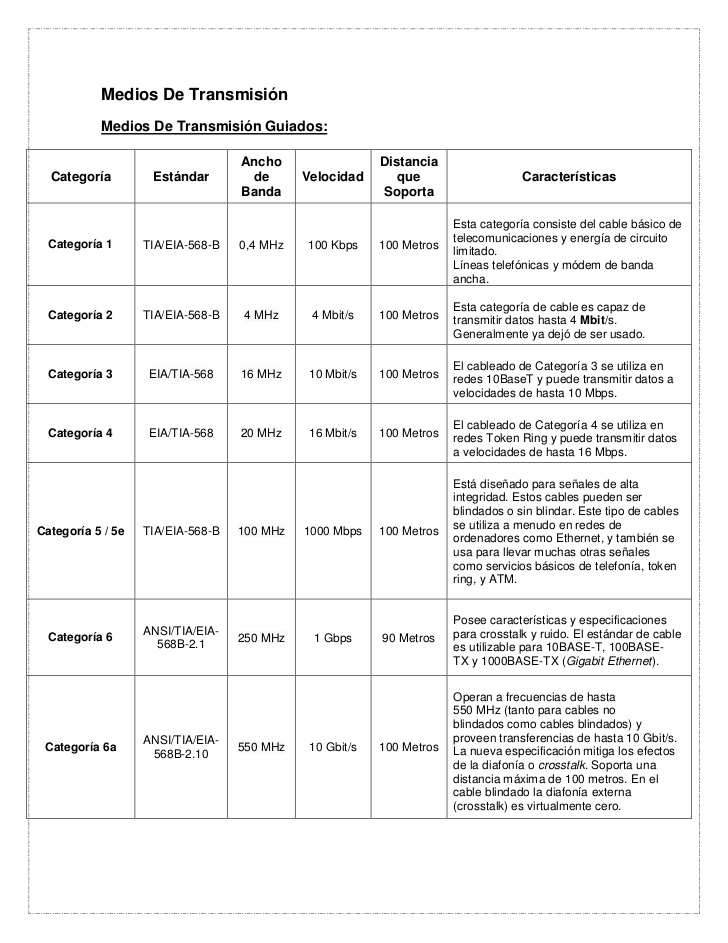 Medios De Transmisión
Medios De Transmisión Guiados:
Categoría
Estándar
Ancho
de
Banda
Velocidad
Distancia
que
Soporta
Características
Categoría 1
TIA/EIA-568-B
0,4 MHz
100 Kbps
100 Metros
Esta categoría consiste del cable básico de
telecomunicaciones y energía de circuito
limitado.
Líneas telefónicas y módem de banda
ancha.
Categoría 2
TIA/EIA-568-B
4 MHz
4 Mbit/s
100 Metros
Esta categoría de cable es capaz de
transmitir datos hasta 4 Mbit/s.
Generalmente ya dejó de ser usado.
Categoría 3
EIA/TIA-568
16 MHz
10 Mbit/s
100 Metros
El cableado de Categoría 3 se utiliza en
redes 10BaseT y puede transmitir datos a
velocidades de hasta 10 Mbps.
Categoría 4
EIA/TIA-568
20 MHz
16 Mbit/s
100 Metros
El cableado de Categoría 4 se utiliza en
redes Token Ring y puede transmitir datos
a velocidades de hasta 16 Mbps.
Categoría 5 / 5e
TIA/EIA-568-B
100 MHz
1000 Mbps
100 Metros
Está diseñado para señales de alta
integridad. Estos cables pueden ser
blindados o sin blindar. Este tipo de cables
se utiliza a menudo en redes de
ordenadores como Ethernet, y también se
usa para llevar muchas otras señales
como servicios básicos de telefonía, token
ring, y ATM.
Categoría 6
ANSI/TIA/EIA-
568B-2.1
250 MHz
1 Gbps
90 Metros
Posee características y especificaciones
para crosstalk y ruido. El estándar de cable
es utilizable para 10BASE-T, 100BASE-
TX y 1000BASE-TX (Gigabit Ethernet).
Categoría 6a
ANSI/TIA/EIA-
568B-2.10
550 MHz
10 Gbit/s
100 Metros
Operan a frecuencias de hasta
550 MHz (tanto para cables no
blindados como cables blindados) y
proveen transferencias de hasta 10 Gbit/s.
La nueva especificación mitiga los efectos
de la diafonía o crosstalk. Soporta una
distancia máxima de 100 metros. En el
cable blindado la diafonía externa
(crosstalk) es virtualmente cero.